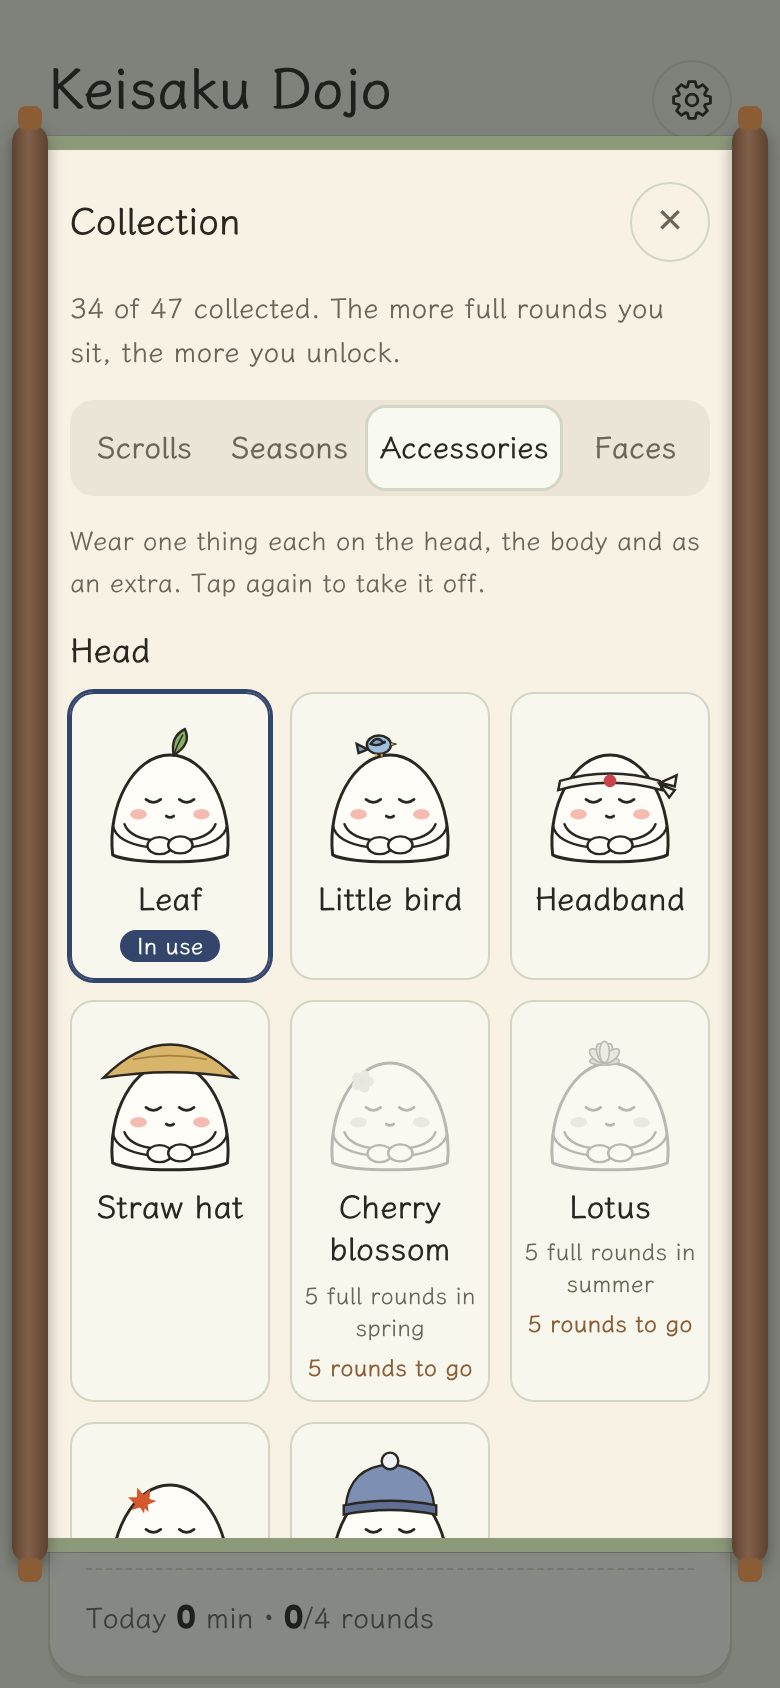 Keisaku Dojo
Collection
34 of 47 collected. The more full rounds you
sit, the more you unlock.
Scrolls Seasons Accessories Faces
Wear one thing each on the head, the body and as
an extra. Tap again to take it off.
Head
Leaf
In use
Little bird
Headband
Straw hat
Cherry
blossom
5 full rounds in
spring
5 rounds to go
Lotus
5 full rounds in
summer
5 rounds to go
Today 0 min • 0/4 rounds